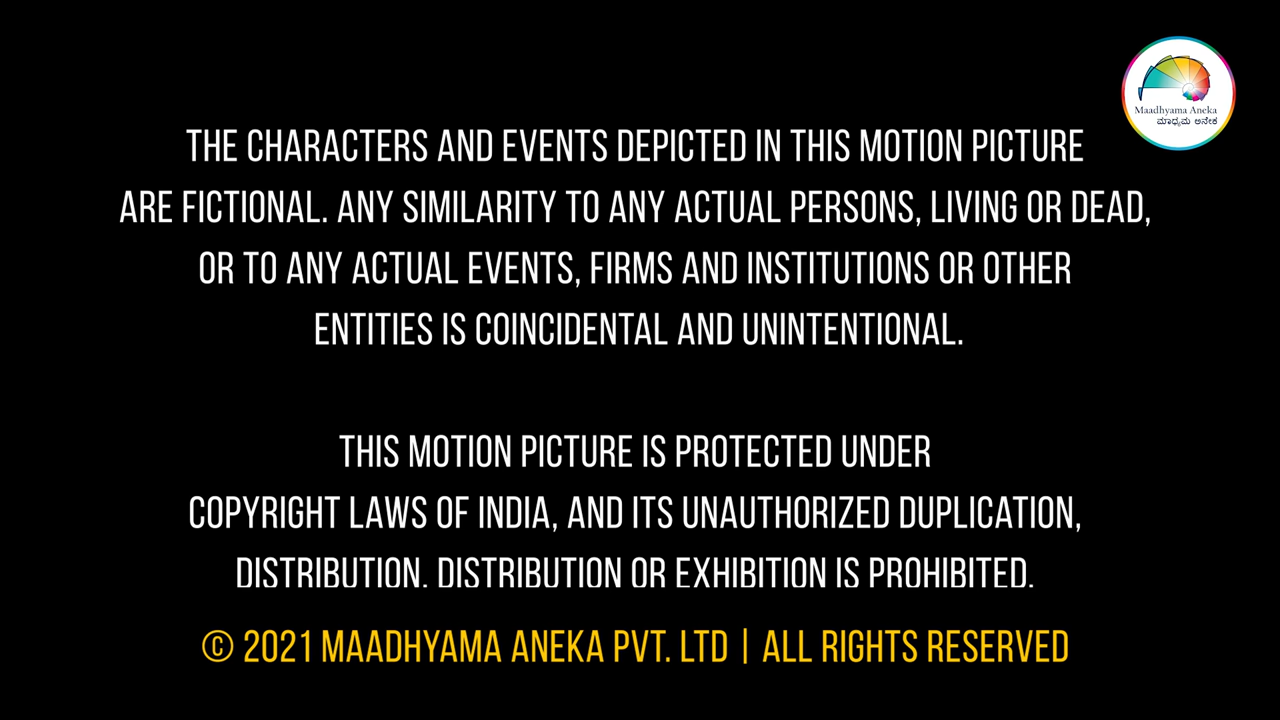 Maadhyama Aneka
ಮಾಧ್ಯಮ ಅನೇಕ
THE CHARACTERS AND EVENTS DEPICTED IN THIS MOTION PICTURE
ARE FICTIONAL. ANY SIMILARITY TO ANY ACTUAL PERSONS, LIVING OR DEAD,
OR TO ANY ACTUAL EVENTS, FIRMS AND INSTITUTIONS OR OTHER
ENTITIES IS COINCIDENTAL AND UNINTENTIONAL.
THIS MOTION PICTURE IS PROTECTED UNDER
COPYRIGHT LAWS OF INDIA, AND ITS UNAUTHORIZED DUPLICATION,
DISTRIBUTION. DISTRIBUTION OR EXHIBITION IS PROHIBITED.
© 2021 MAADHYAMA ANEKA PVT. LTD | ALL RIGHTS RESERVED